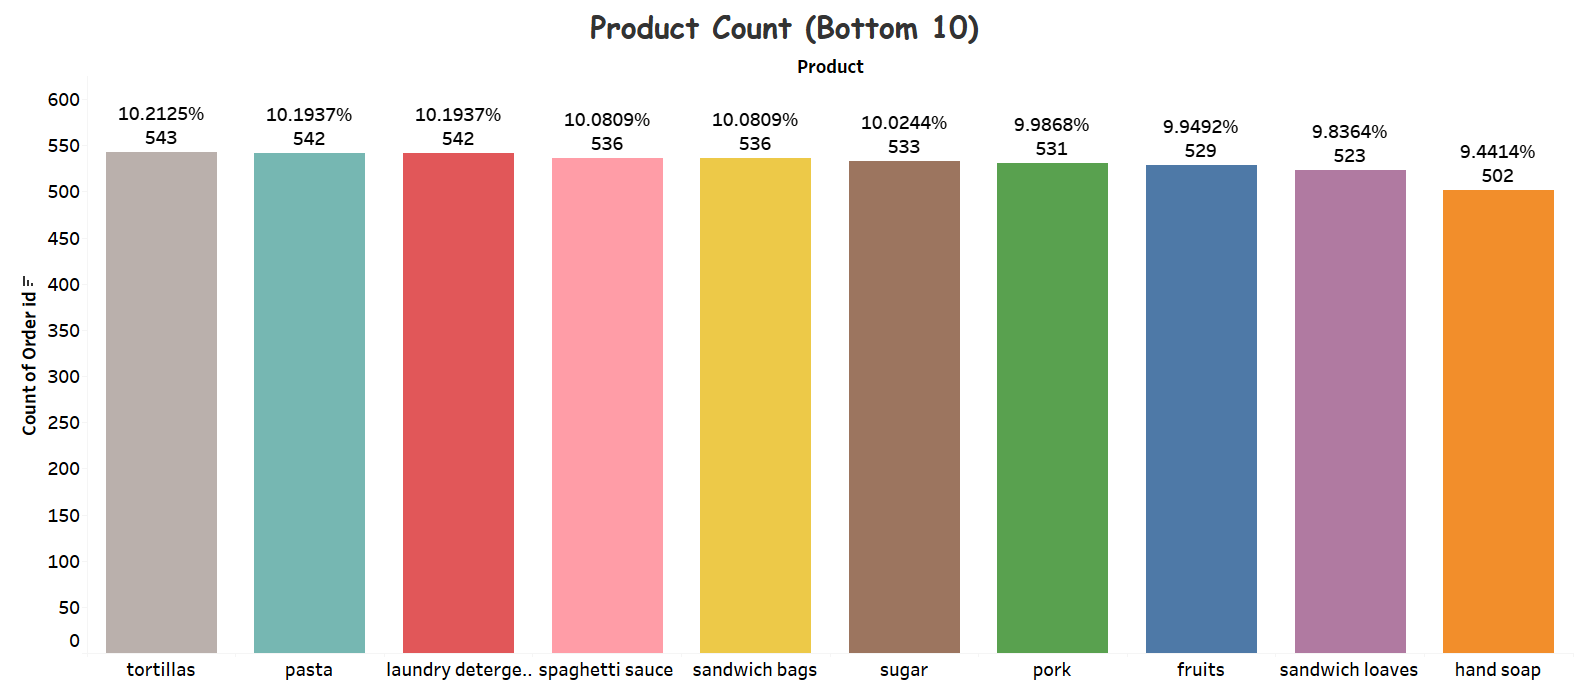 Product Count (Bottom 10)
Product
Count of Order id
600
550
500
450
400
350
300
250
200
150
100
50
0
10.2125%
543
10.1937%
542
10.1937%
542
10.0809%
536
10.0809%
536
10.0244%
533
9.9868%
531
9.9492%
529
9.8364%
523
9.4414%
502
tortillas
pasta
laundry deterge..
spaghetti sauce
sandwich bags
sugar
pork
fruits
sandwich loaves
hand soap